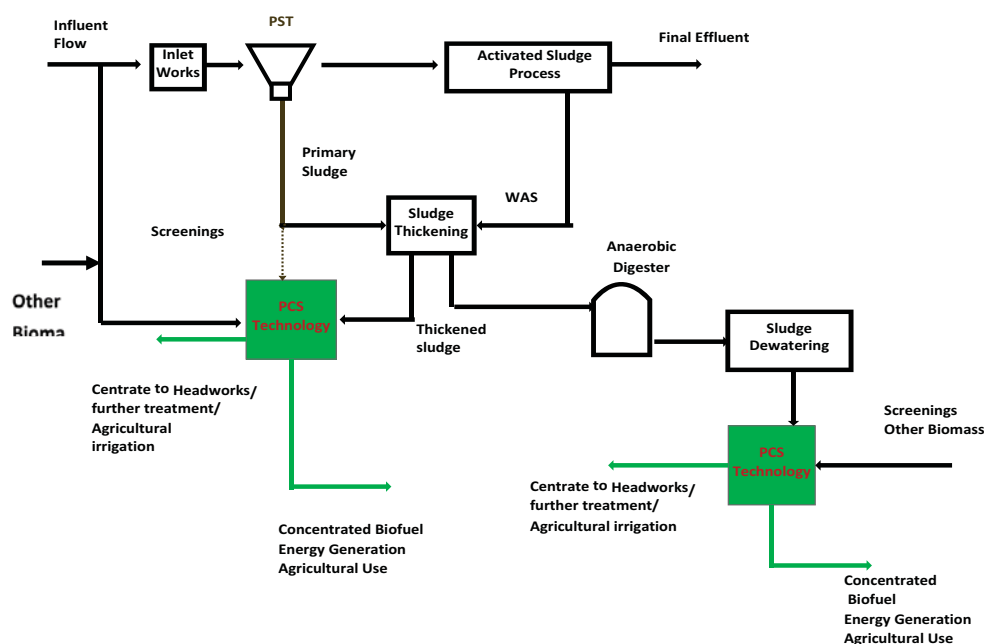 Influent
Flow
Inlet
Works
PST
Activated Sludge
Process
Final Effluent
Primary
Sludge
WAS
Sludge
Thickening
Screenings
Anaerobic
Digester
Other
Bioma
PCS
Technology
Thickened
sludge
Sludge
Dewatering
Centrate to Headworks/
further treatment/
Agricultural
irrigation
Screenings
Other Biomass
PCS
Technology
Centrate to Headworks/
further treatment/
Agricultural irrigation
Concentrated Biofuel
Energy Generation
Agricultural Use
Concentrated
Biofuel
Energy Generation
Agricultural Use